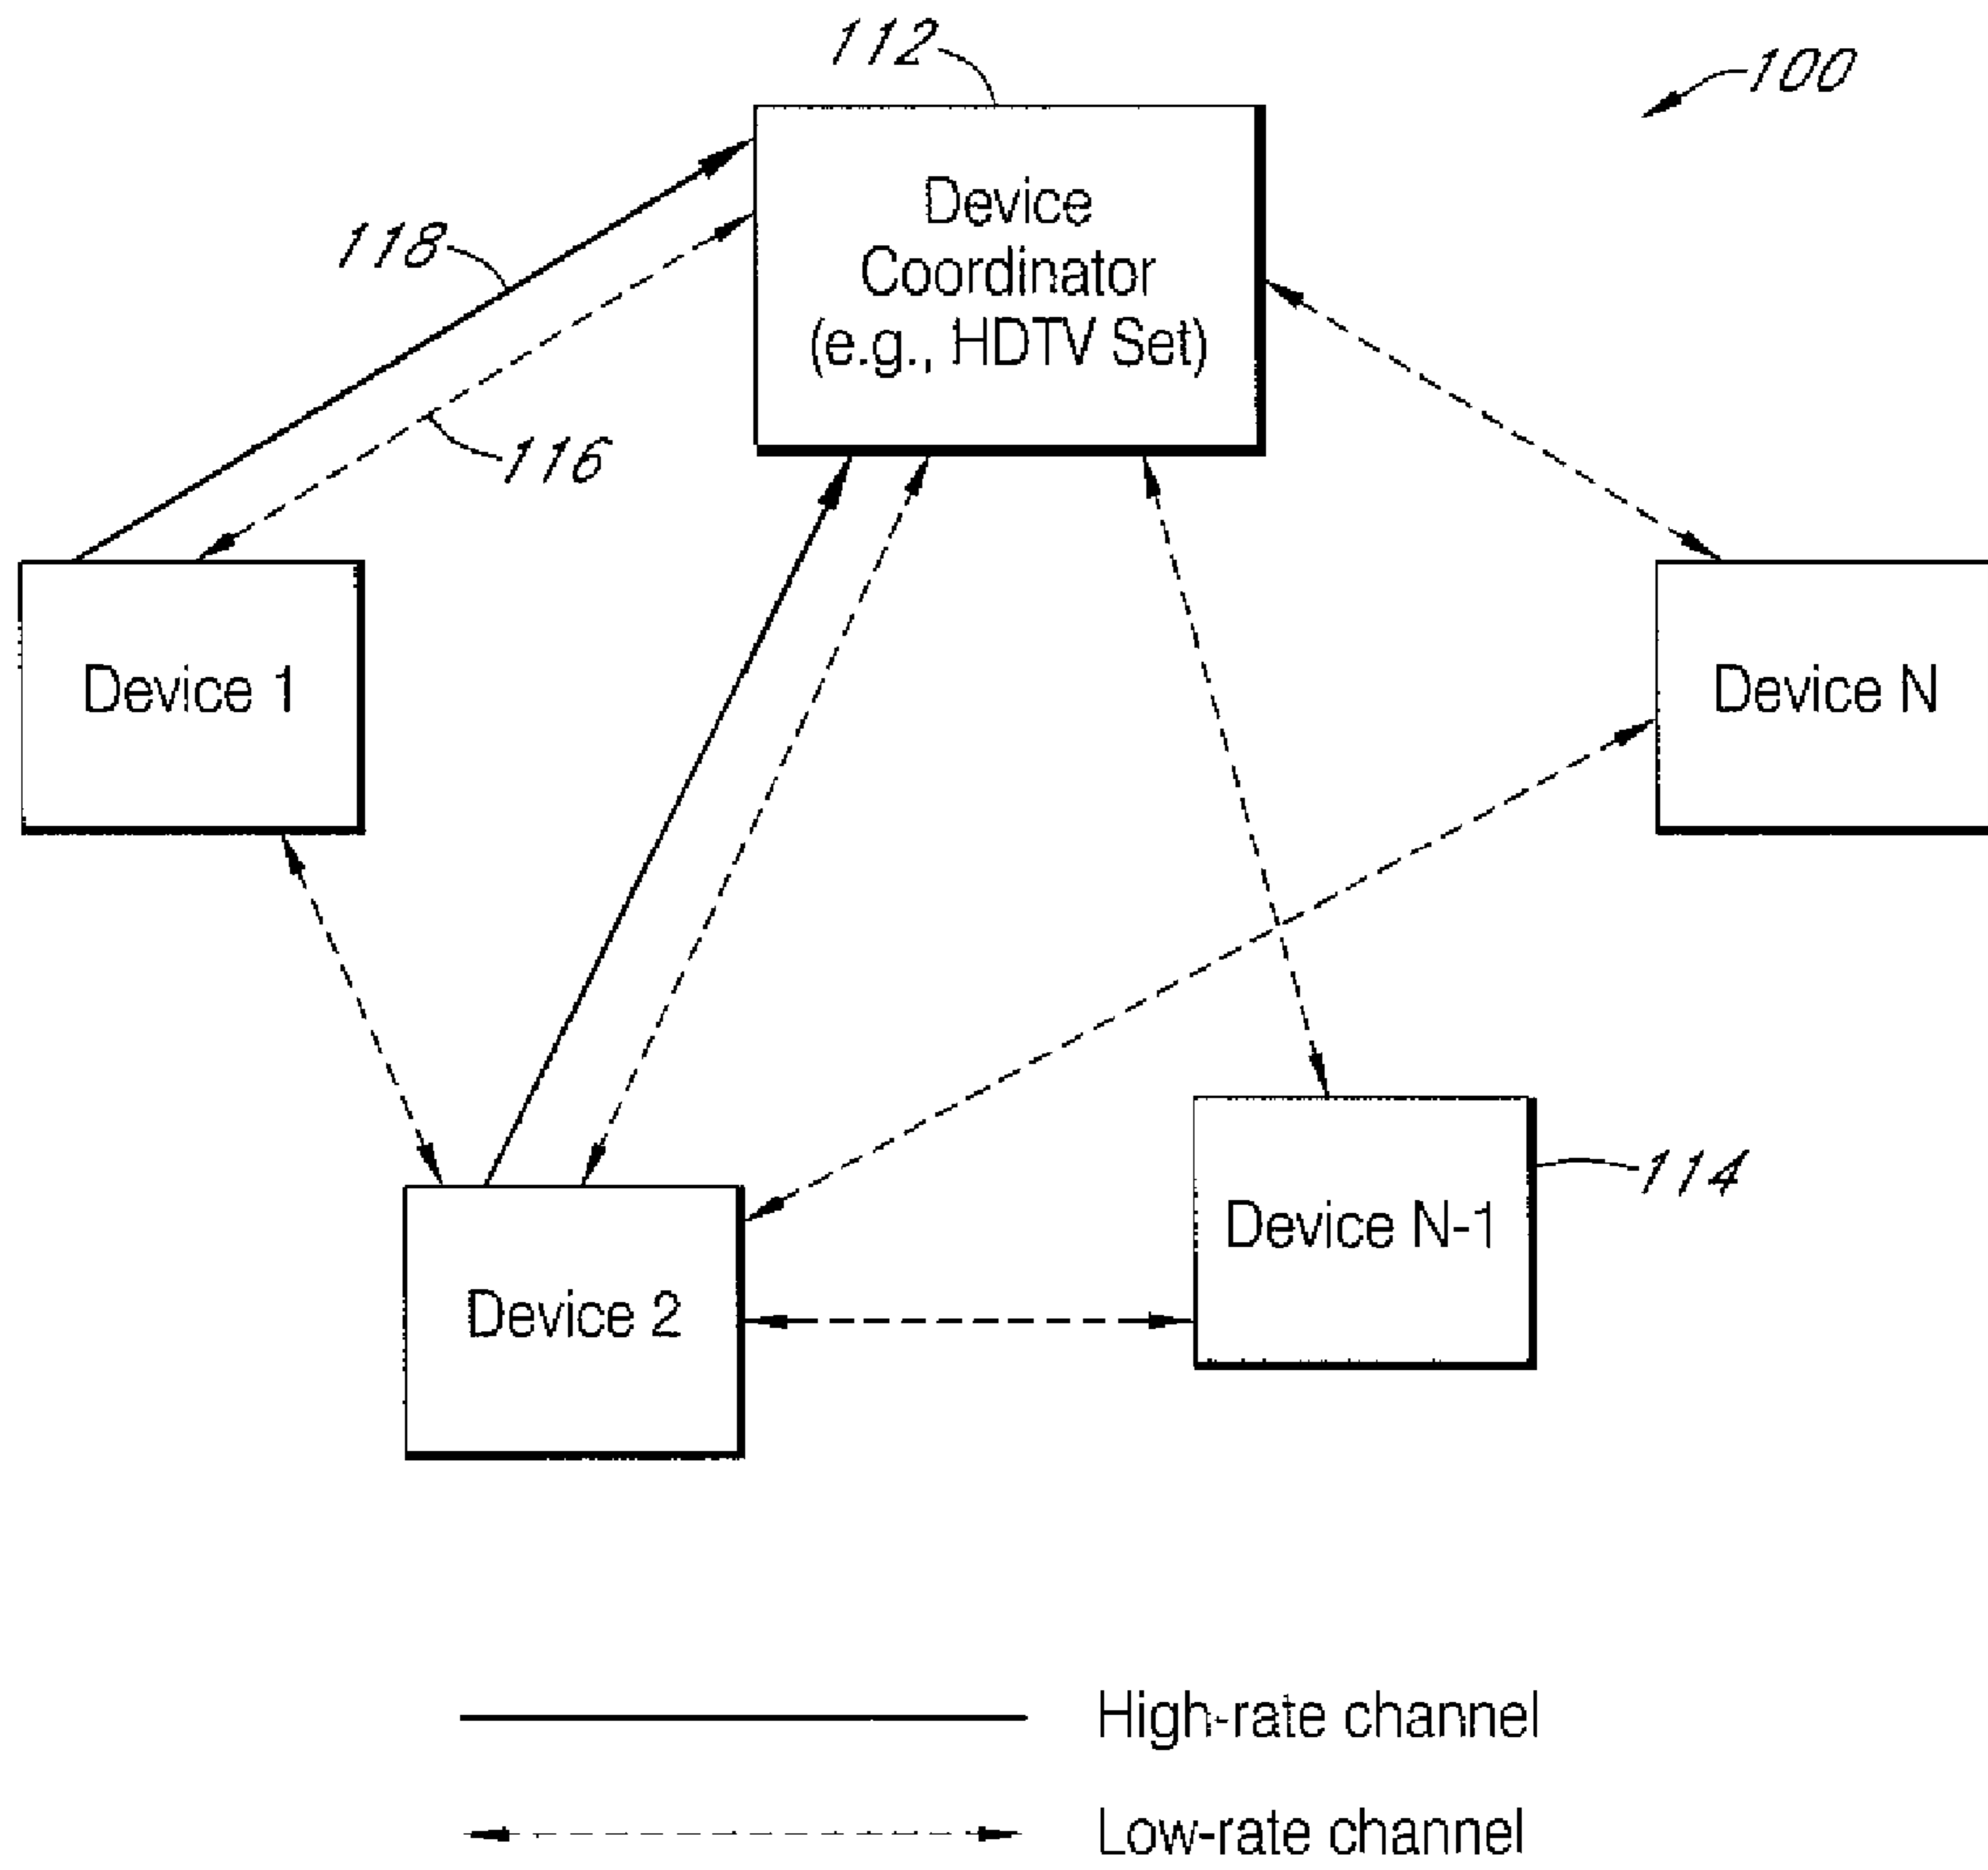 112
100
Device
Coordinator
(e.g., HDTV Set)
118
116
Device 1
Device N
114
Device N-1
Device 2
High-rate channel
Low-rate channel